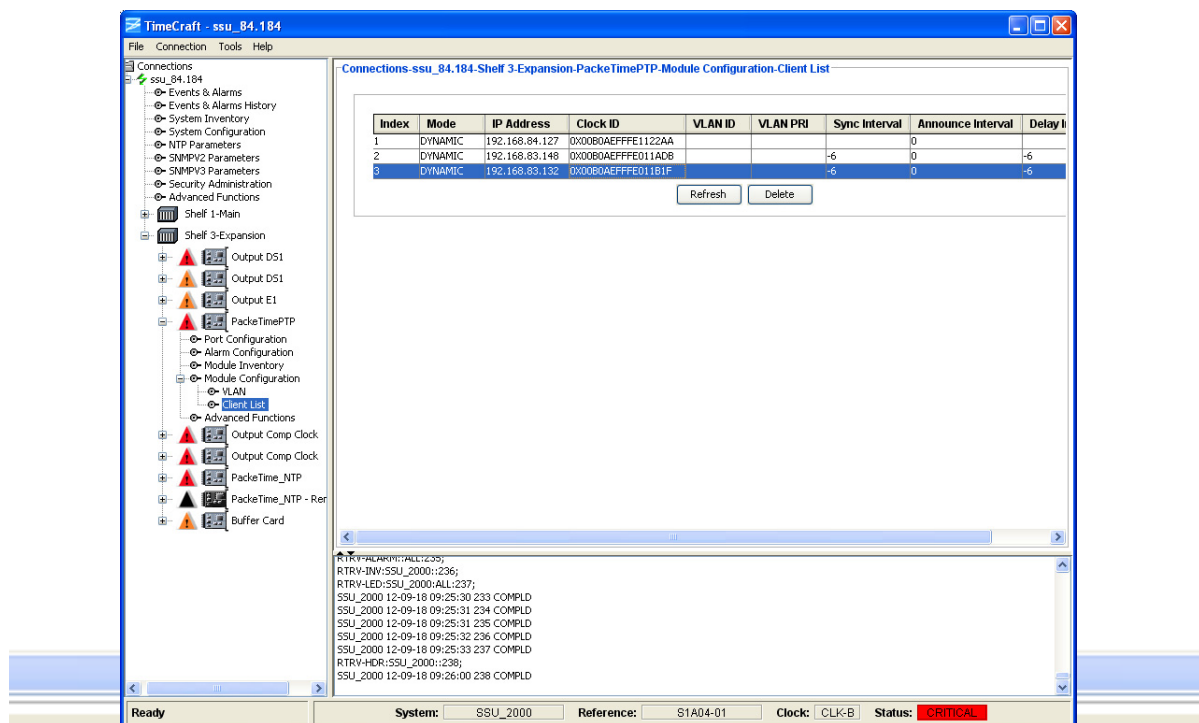 TimeCraft - ssu_84.184
File Connection Tools Help
Connections
ssu_84.184
Events & Alarms
Events & Alarms History
System Inventory
System Configuration
NTP Parameters
SNMPV2 Parameters
SNMPV3 Parameters
Security Administration
Advanced Functions
Shelf 1-Main
Shelf 3-Expansion
Output DS1
Output DS1
Output E1
PackeTimePTP
Port Configuration
Alarm Configuration
Module Inventory
Module Configuration
VLAN
Client List
Advanced Functions
Output Comp Clock
Output Comp Clock
PackeTime_NTP
PackeTime_NTP - Rer
Buffer Card
Connections-ssu_84.184-Shelf 3-Expansion-PackeTimePTP-Module Configuration-Client List
Index Mode IP Address Clock ID VLAN ID VLAN PRI Sync Interval Announce Interval Delay I
1 DYNAMIC 192.168.84.127 0X00B0AEFFFE1122AA 0
2 DYNAMIC 192.168.83.148 0X00B0AEFFFE011ADB -6 0 -6
3 DYNAMIC 192.168.83.132 0X00B0AEFFFE011B1F -6 0 -6
Refresh Delete
RTRV-ALARM::ALL:235;
RTRV-INV:SSU_2000::236;
RTRV-LED:SSU_2000:ALL:237;
SSU_2000 12-09-18 09:25:30 233 COMPLD
SSU_2000 12-09-18 09:25:31 234 COMPLD
SSU_2000 12-09-18 09:25:31 235 COMPLD
SSU_2000 12-09-18 09:25:32 236 COMPLD
SSU_2000 12-09-18 09:25:33 237 COMPLD
RTRV-HDR:SSU_2000::238;
SSU_2000 12-09-18 09:26:00 238 COMPLD
Ready System: SSU_2000 Reference: S1A04-01 Clock: CLK-B Status: CRITICAL